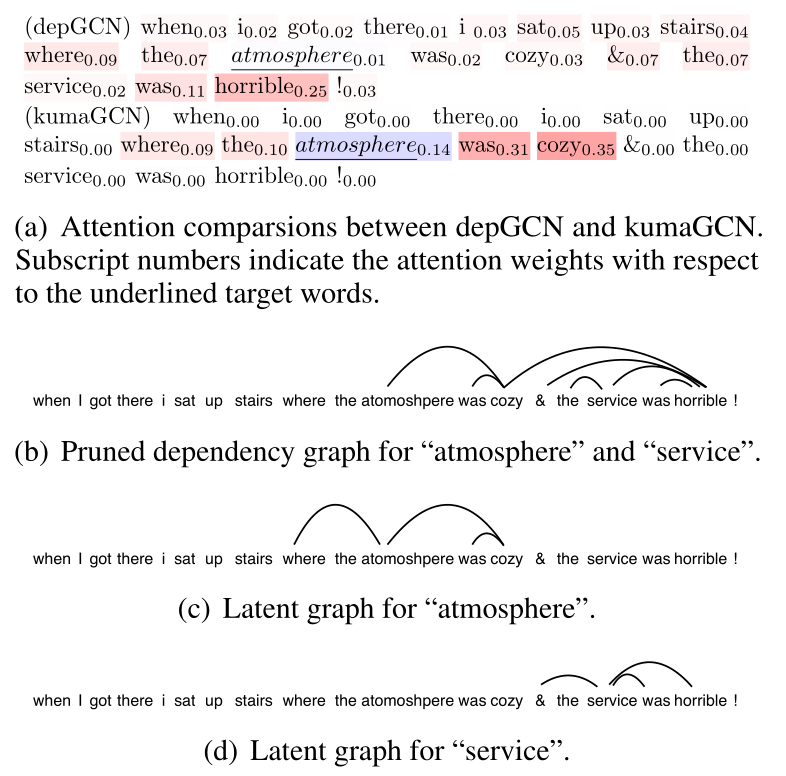 (depGCN) when0.03 i0.02 got0.02 there0.01 i 0.03 sat0.05 up0.03 stairs0.04
where0.09 the0.07 atmosphere0.01 was0.02 cozy0.03 &0.07 the0.07
service0.02 was0.11 horrible0.25 !0.03
(kumaGCN) when0.00 i0.00 got0.00 there0.00 i0.00 sat0.00 up0.00
stairs0.00 where0.09 the0.10 atmosphere0.14 was0.31 cozy0.35 &0.00 the0.00
service0.00 was0.00 horrible0.00 !0.00
(a) Attention comparsions between depGCN and kumaGCN.
Subscript numbers indicate the attention weights with respect
to the underlined target words.
when I got there i sat up stairs where the atomoshpere was cozy & the service was horrible !
(b) Pruned dependency graph for “atmosphere” and “service”.
when I got there i sat up stairs where the atomoshpere was cozy & the service was horrible !
(c) Latent graph for “atmosphere”.
when I got there i sat up stairs where the atomoshpere was cozy & the service was horrible !
(d) Latent graph for “service”.